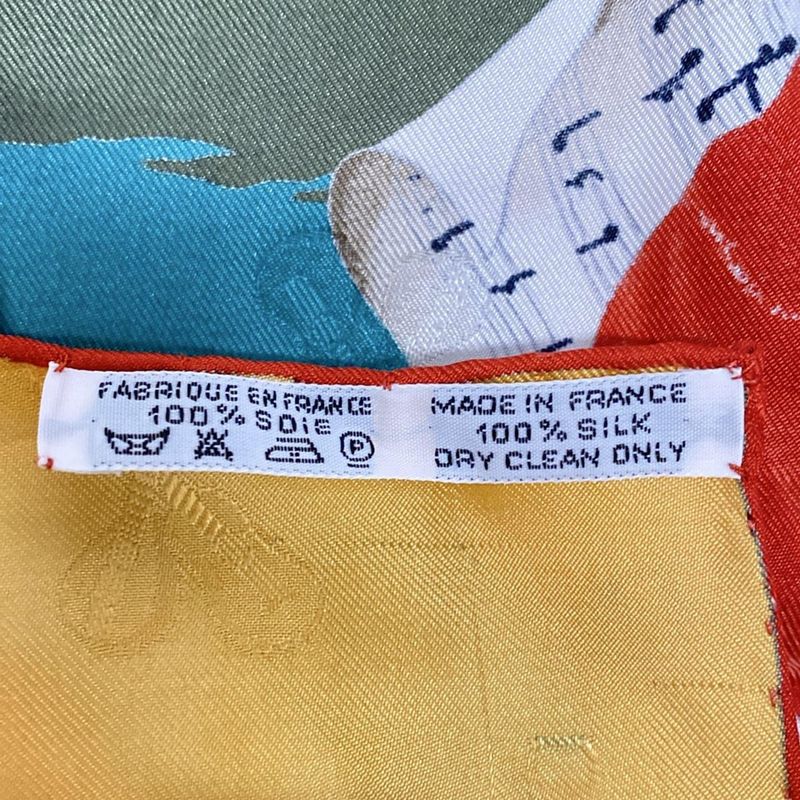 FABRIQUE EN FRANCE
100% SOIE
P
MADE IN FRANCE
100% SILK
DRY CLEAN ONLY